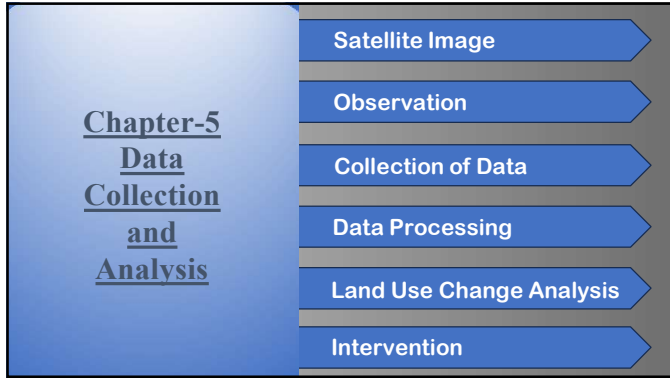 Chapter-5
Data
Collection
and
Analysis
Satellite Image
Observation
Collection of Data
Data Processing
Land Use Change Analysis
Intervention